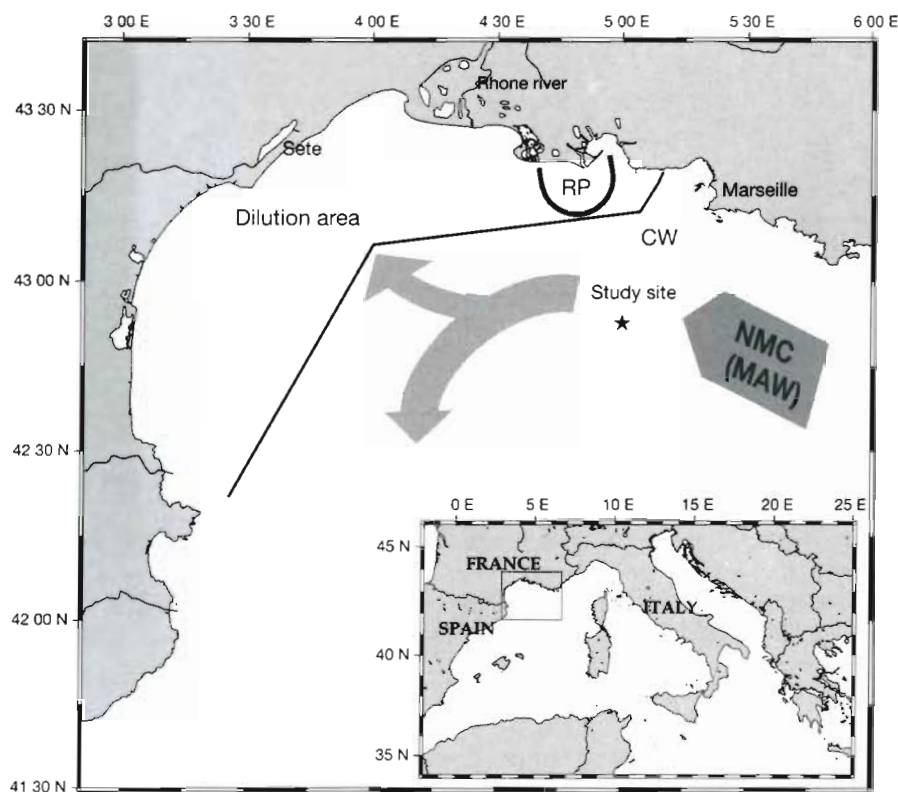 3 00 E 3 30 E 4 00 E 4 30 E 5 00 E 5 30 E 6 00 E
43 30 N
Rhone river
Sete
RP
Marseille
Dilution area
CW
43 00 N
Study site
NMC
(MAW)
42 30 N
0 E 5 E 10 E 15 E 20 E 25 E
45 N
FRANCE
ITALY
SPAIN
42 00 N
40 N
35 N
41 30 N